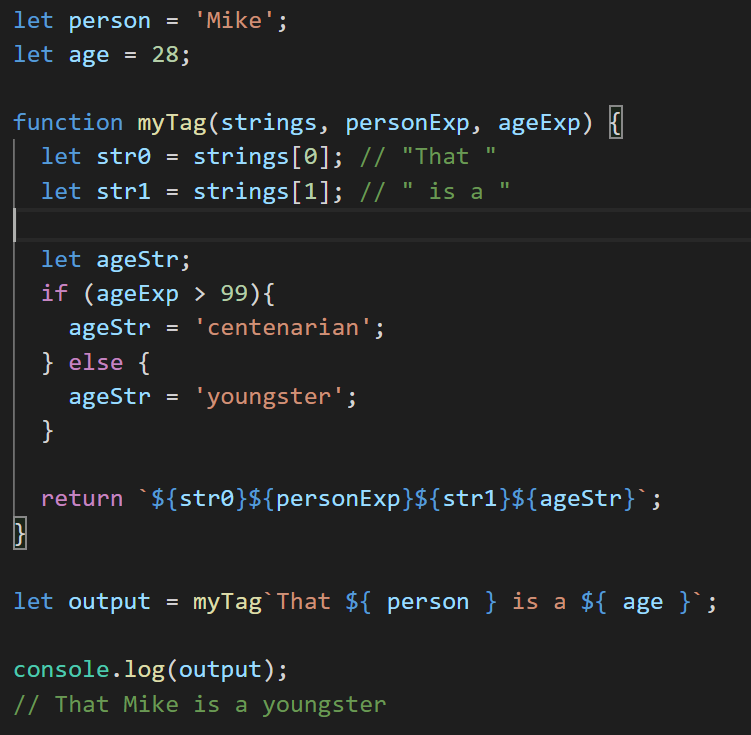 let person = 'Mike';
let age = 28;

function myTag(strings, personExp, ageExp) {
  let str0 = strings[0]; // "That "
  let str1 = strings[1]; // " is a "

  let ageStr;
  if (ageExp > 99){
    ageStr = 'centenarian';
  } else {
    ageStr = 'youngster';
  }

  return `${str0}${personExp}${str1}${ageStr}`;
}

let output = myTag`That ${ person } is a ${ age }`;

console.log(output);
// That Mike is a youngster